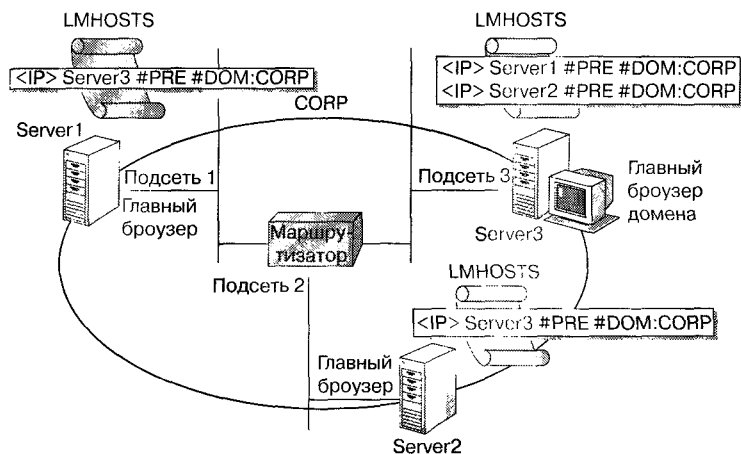 LMHOSTS
<IP> Server3 #PRE #DOM:CORP
LMHOSTS
<IP> Server1 #PRE #DOM:CORP
<IP> Server2 #PRE #DOM:CORP
CORP
Server1
Подсеть 1
Главный
броузер
Подсеть 3
Главный
броузер
домена
Server3
Маршру-
тизатор
Подсеть 2
LMHOSTS
<IP> Server3 #PRE #DOM:CORP
Главный
броузер
Server2